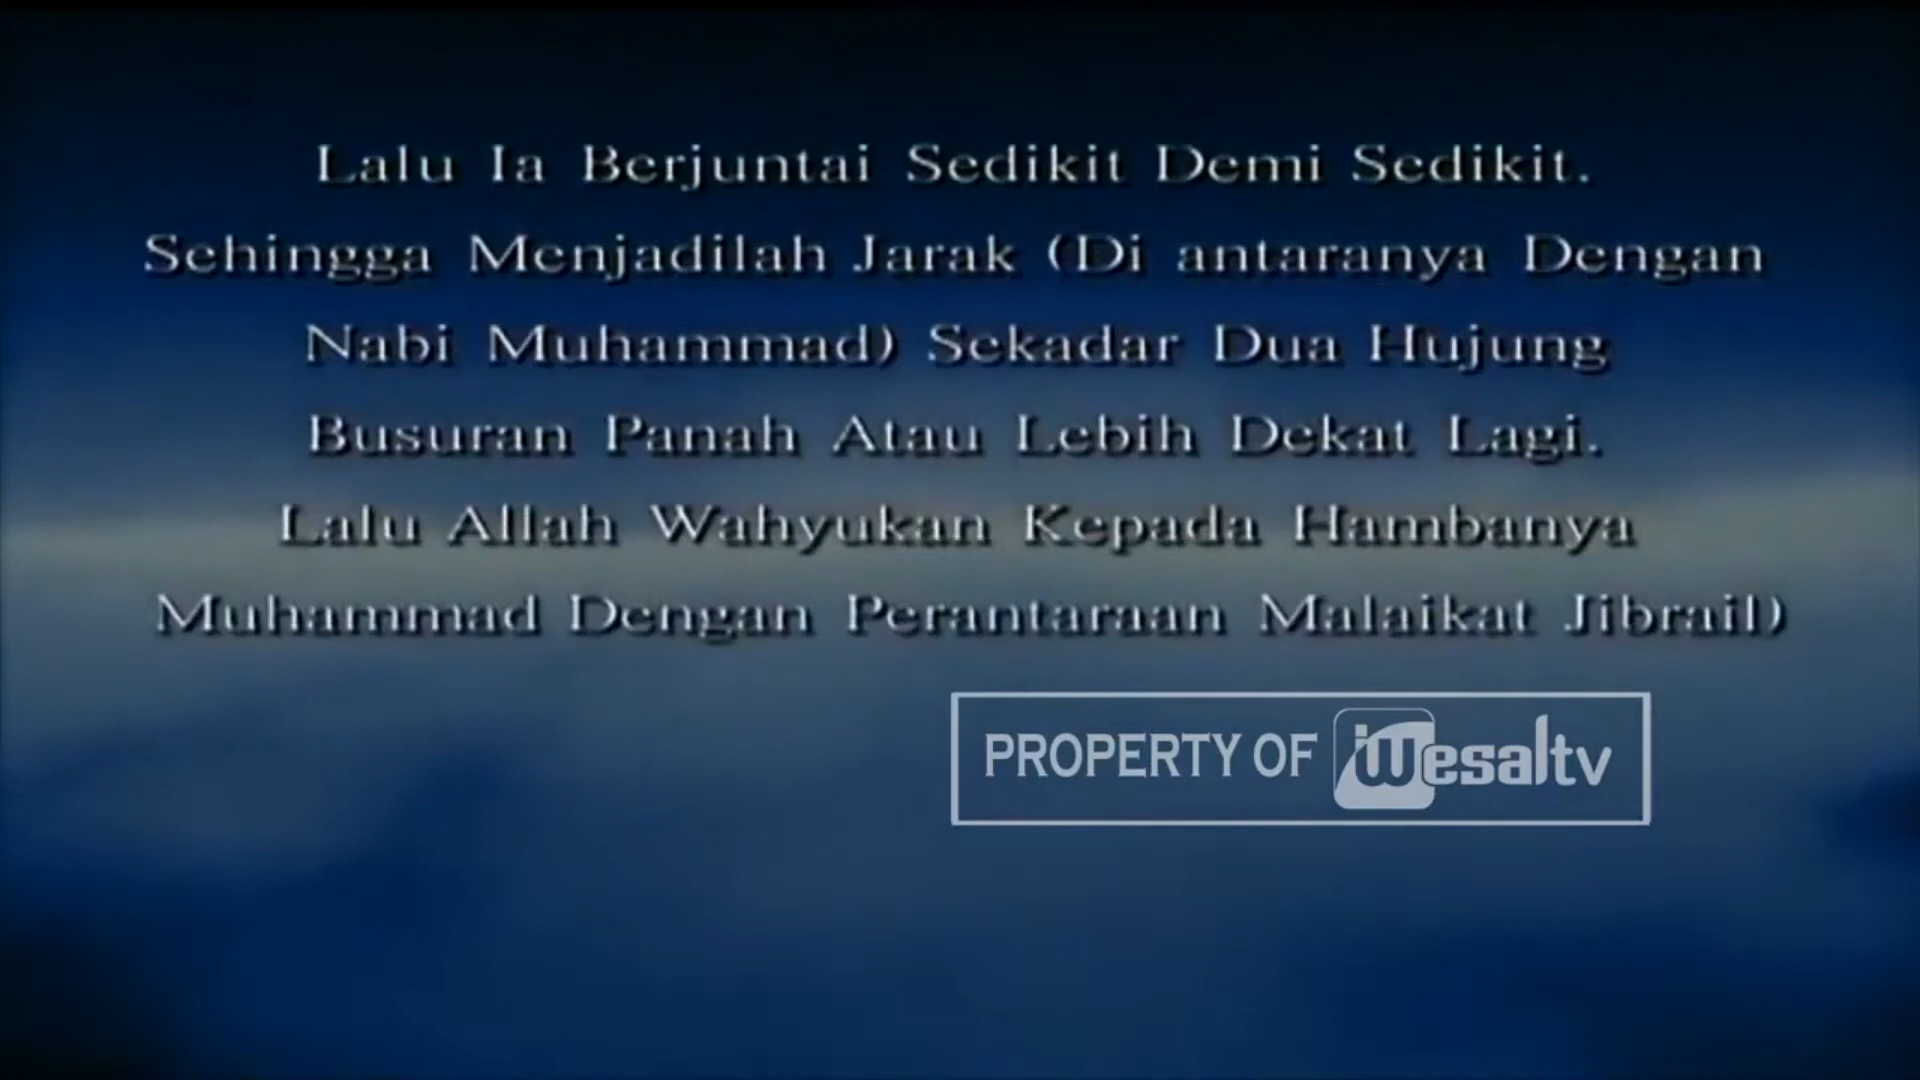 Lalu Ia Berjuntai Sedikit Demi Sedikit.
Sehingga Menjadilah Jarak (Di antaranya Dengan
Nabi Muhammad) Sekadar Dua Hujung
Busuran Panah Atau Lebih Dekat Lagi.
Lalu Allah Wahyukan Kepada Hambanya
Muhammad Dengan Perantaraan Malaikat Jibrail)
PROPERTY OF iWesaltv